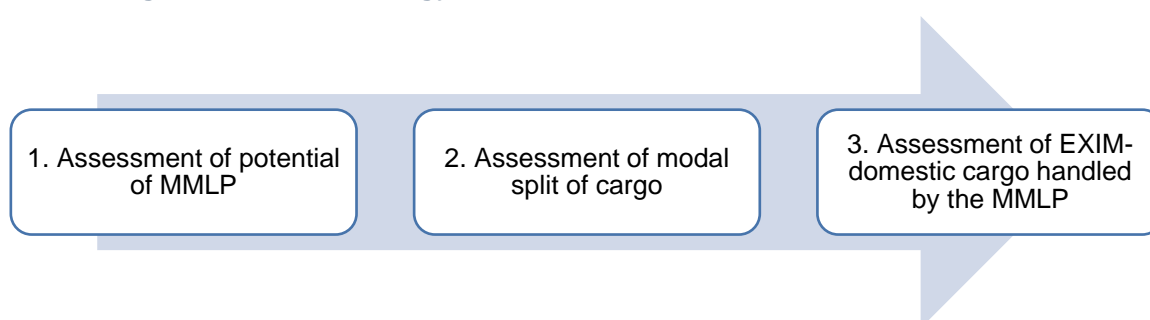 1. Assessment of potential
of MMLP
2. Assessment of modal
split of cargo
3. Assessment of EXIM-
domestic cargo handled
by the MMLP